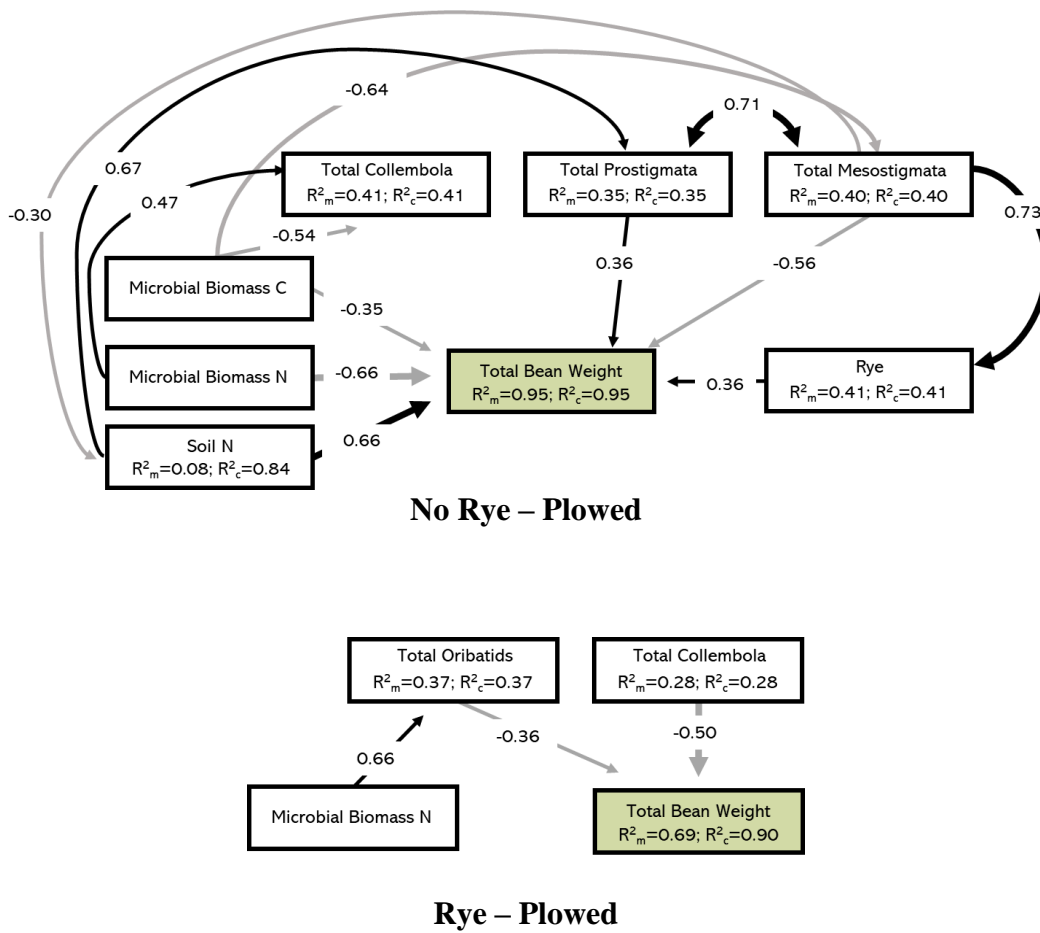 -0.64
0.71
0.67
Total Collembola
R²m=0.41; R²c=0.41
Total Prostigmata
R²m=0.35; R²c=0.35
Total Mesostigmata
R²m=0.40; R²c=0.40
-0.30
0.47
0.73
-0.54
0.36
-0.56
Microbial Biomass C
-0.35
Microbial Biomass N
-0.66
Total Bean Weight
R²m=0.95; R²c=0.95
0.36
Rye
R²m=0.41; R²c=0.41
Soil N
R²m=0.08; R²c=0.84
0.66
No Rye – Plowed
Total Oribatids
R²m=0.37; R²c=0.37
Total Collembola
R²m=0.28; R²c=0.28
-0.36
-0.50
0.66
Microbial Biomass N
Total Bean Weight
R²m=0.69; R²c=0.90
Rye – Plowed